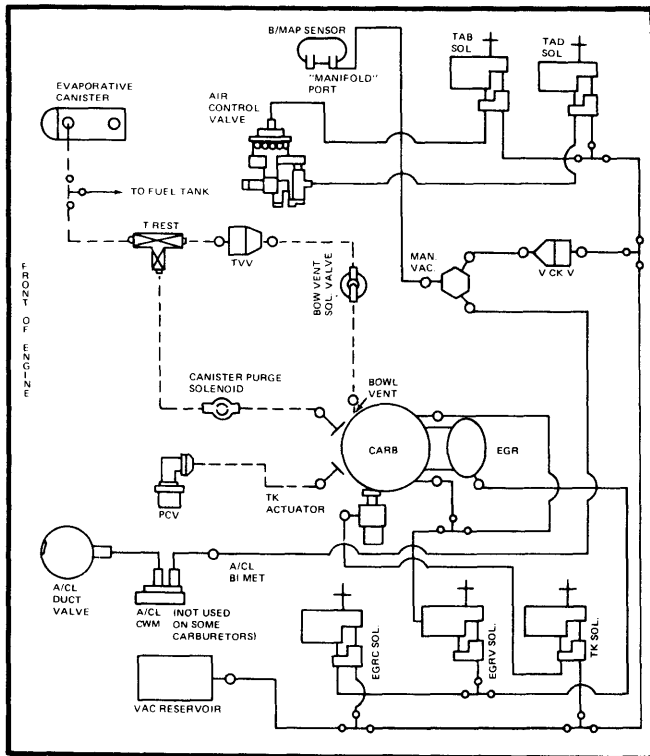 B/MAP SENSOR
"MANIFOLD"
PORT
TAB
SOL
TAD
SOL
EVAPORATIVE
CANISTER
AIR
CONTROL
VALVE
TO FUEL TANK
T REST
TVV
BOW VENT
SOL. VALVE
MAN.
VAC.
V CK V
FRONT OF ENGINE
CANISTER PURGE
SOLENOID
BOWL
VENT
CARB
EGR
PCV
TK
ACTUATOR
A/CL
DUCT
VALVE
A/CL
CWM
(NOT USED
ON SOME
CARBURETORS)
A/CL
BI MET
EGRC SOL.
EGRV SOL.
TK SOL.
VAC RESERVOIR